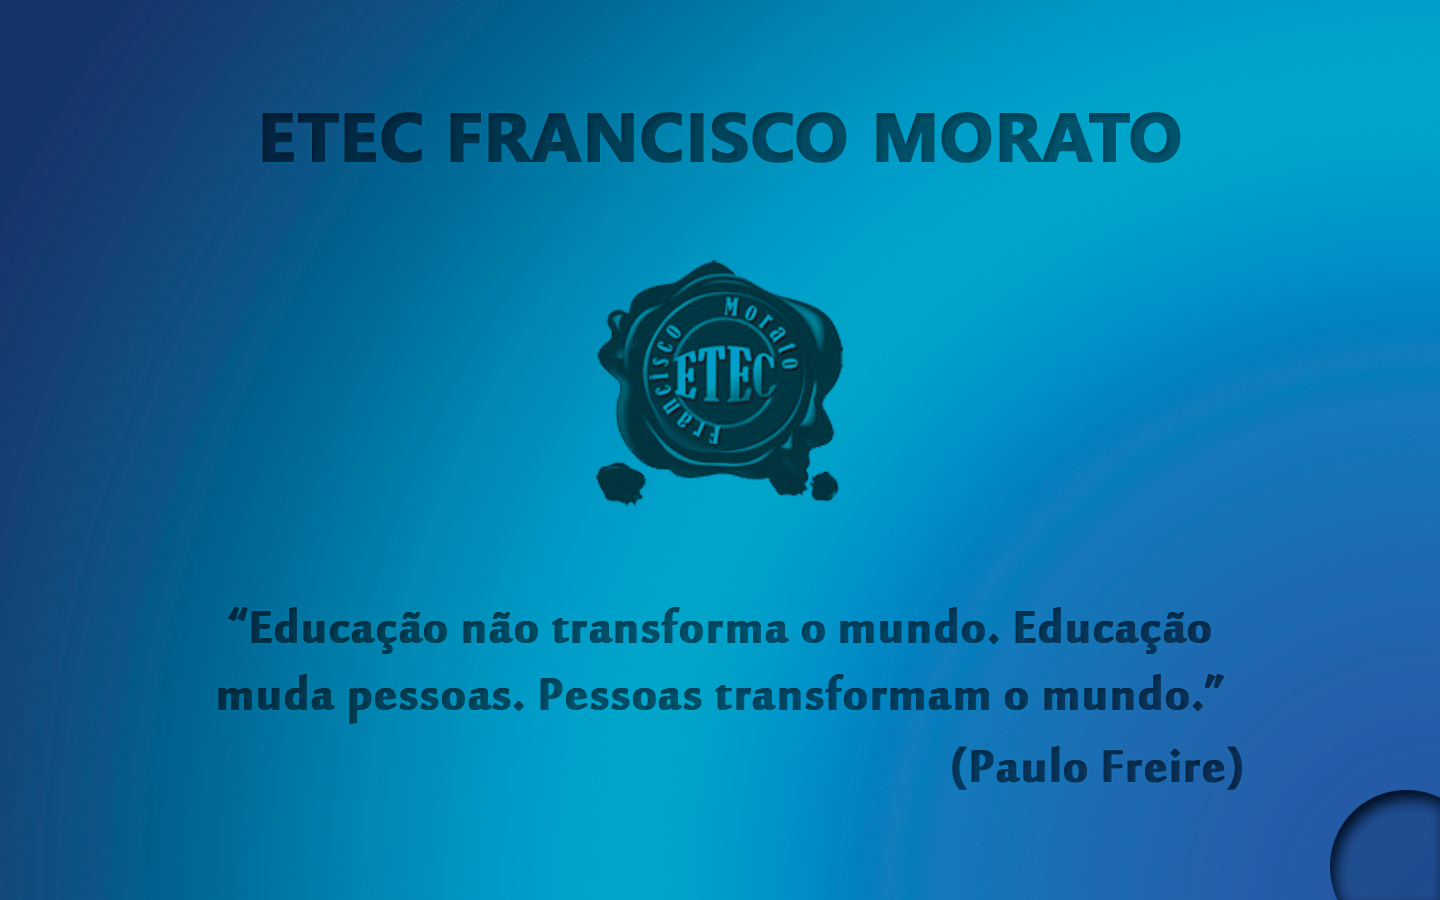 ETEC FRANCISCO MORATO
Francisco Morato
ETEC
“Educação não transforma o mundo. Educação
muda pessoas. Pessoas transformam o mundo.”
(Paulo Freire)